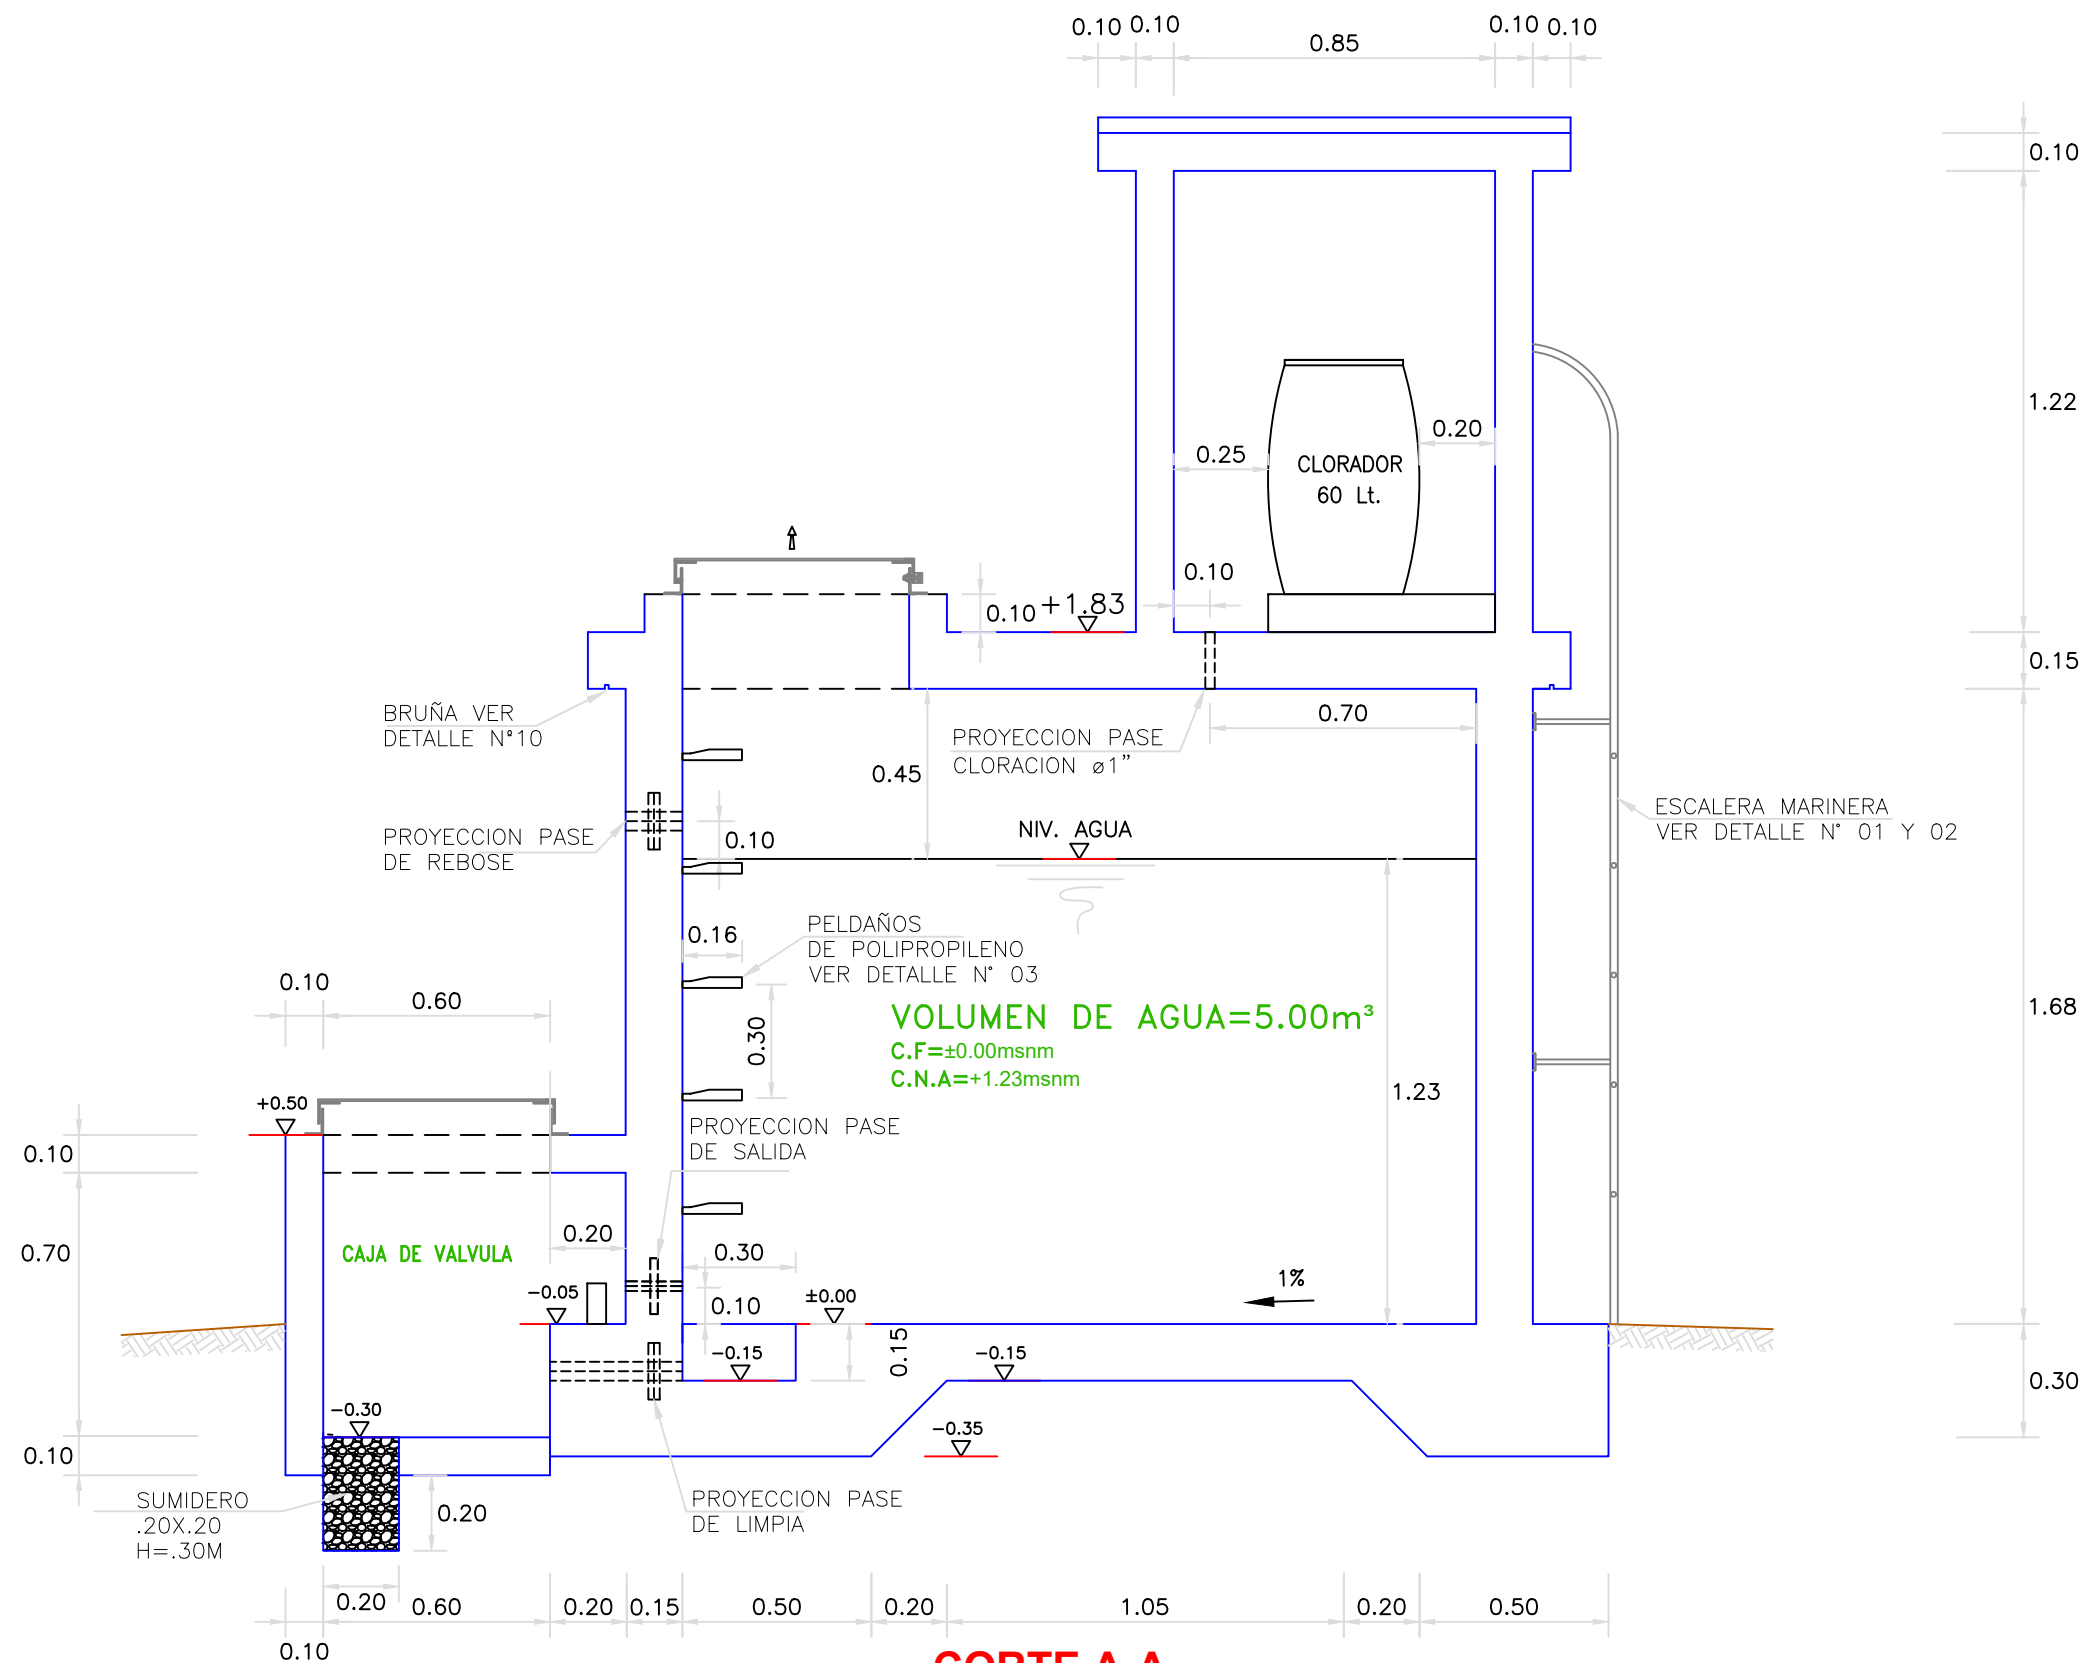 0.10 0.10 0.85 0.10 0.10
0.10
1.22
0.20
0.25
CLORADOR
60 Lt.
0.10
0.10
+1.83
0.15
BRUÑA VER
DETALLE N°10
0.70
PROYECCION PASE
CLORACION ø1”
0.45
ESCALERA MARINERA
VER DETALLE N° 01 Y 02
NIV. AGUA
PROYECCION PASE
DE REBOSE
0.10
PELDAÑOS
DE POLIPROPILENO
VER DETALLE N° 03
0.16
0.10
0.60
VOLUMEN DE AGUA=5.00m³
C.F=±0.00msnm
C.N.A=+1.23msnm
0.30
1.68
1.23
+0.50
PROYECCION PASE
DE SALIDA
0.10
0.70
CAJA DE VALVULA
0.20
0.30
1%
-0.05
0.10
±0.00
0.15
-0.15
-0.15
0.30
-0.30
-0.35
0.10
SUMIDERO
.20X.20
H=.30M
0.20
PROYECCION PASE
DE LIMPIA
0.20
0.60 0.20 0.15 0.50 0.20 1.05 0.20 0.50
0.10
CORTE A-A